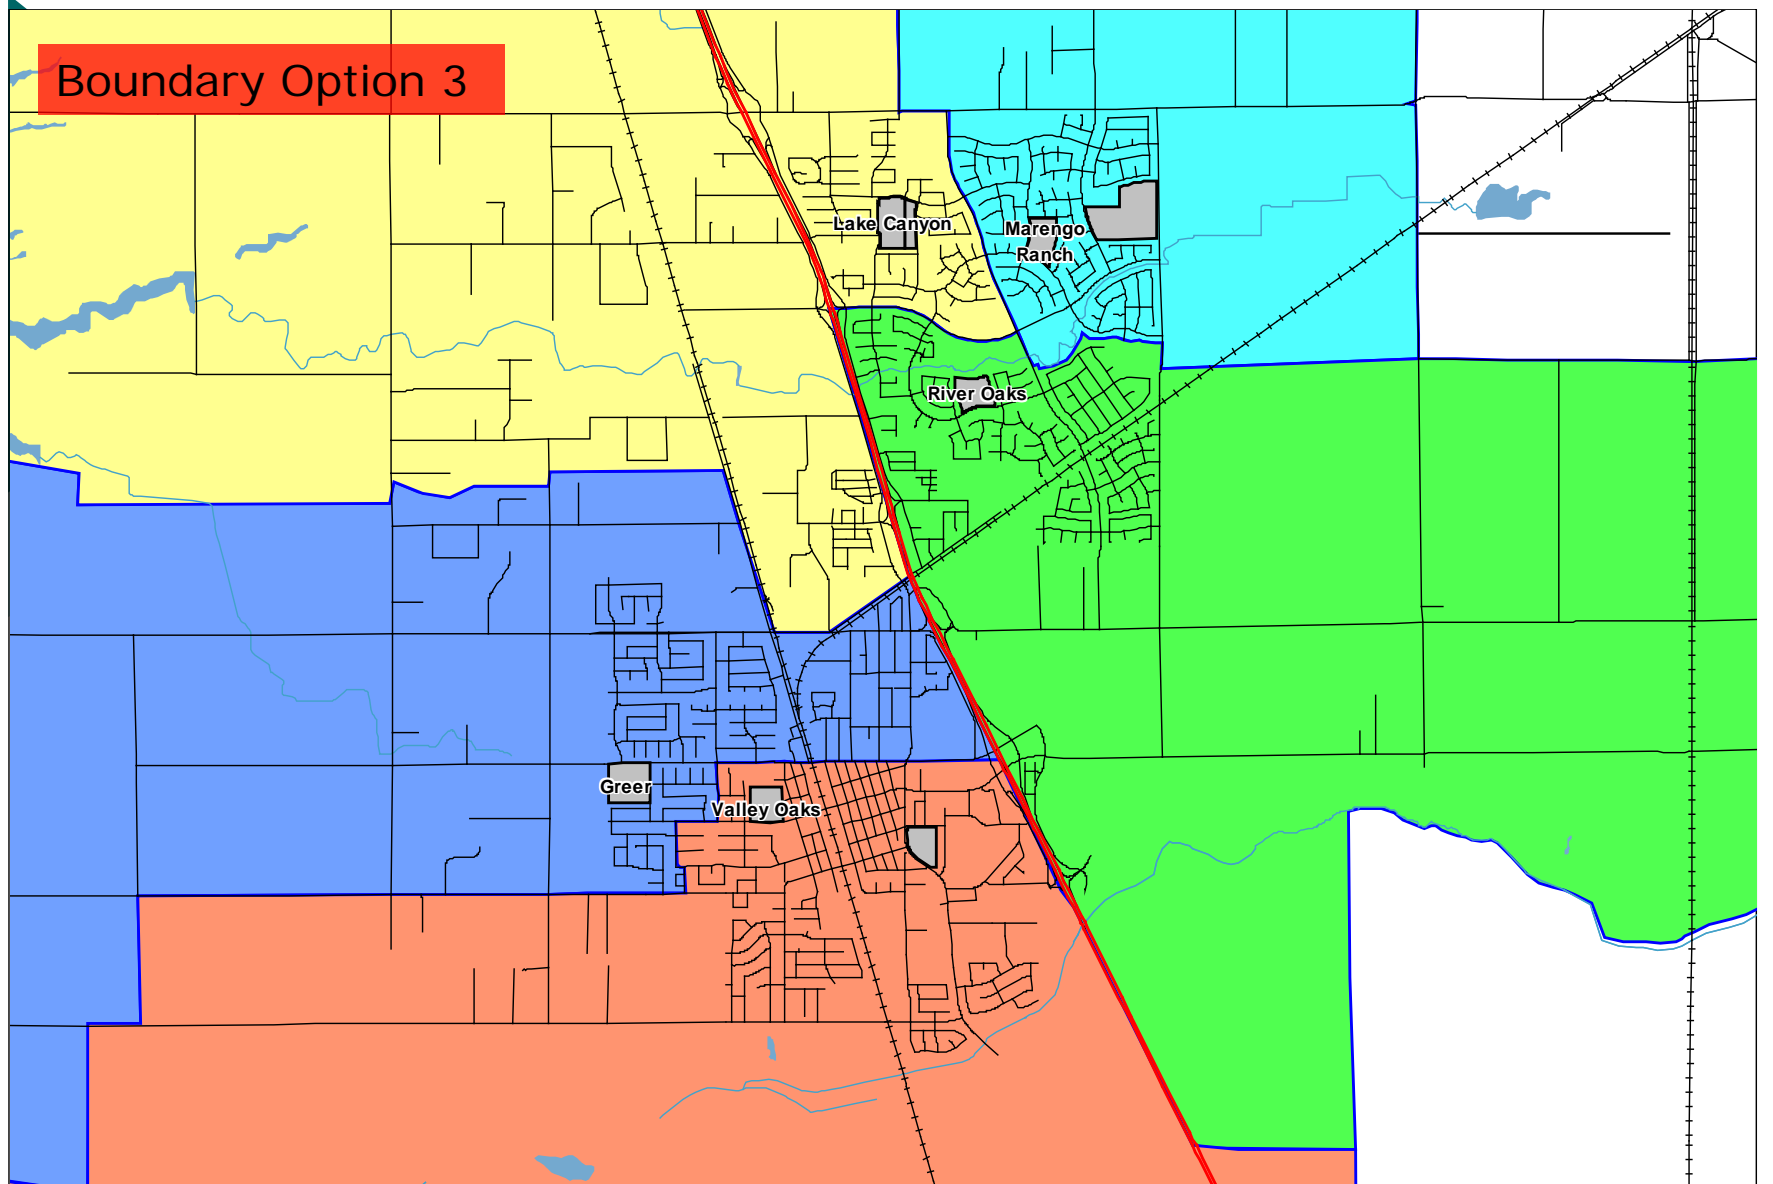 Boundary Option 3
Lake Canyon
Marengo
Ranch
River Oaks
Greer
Valley Oaks